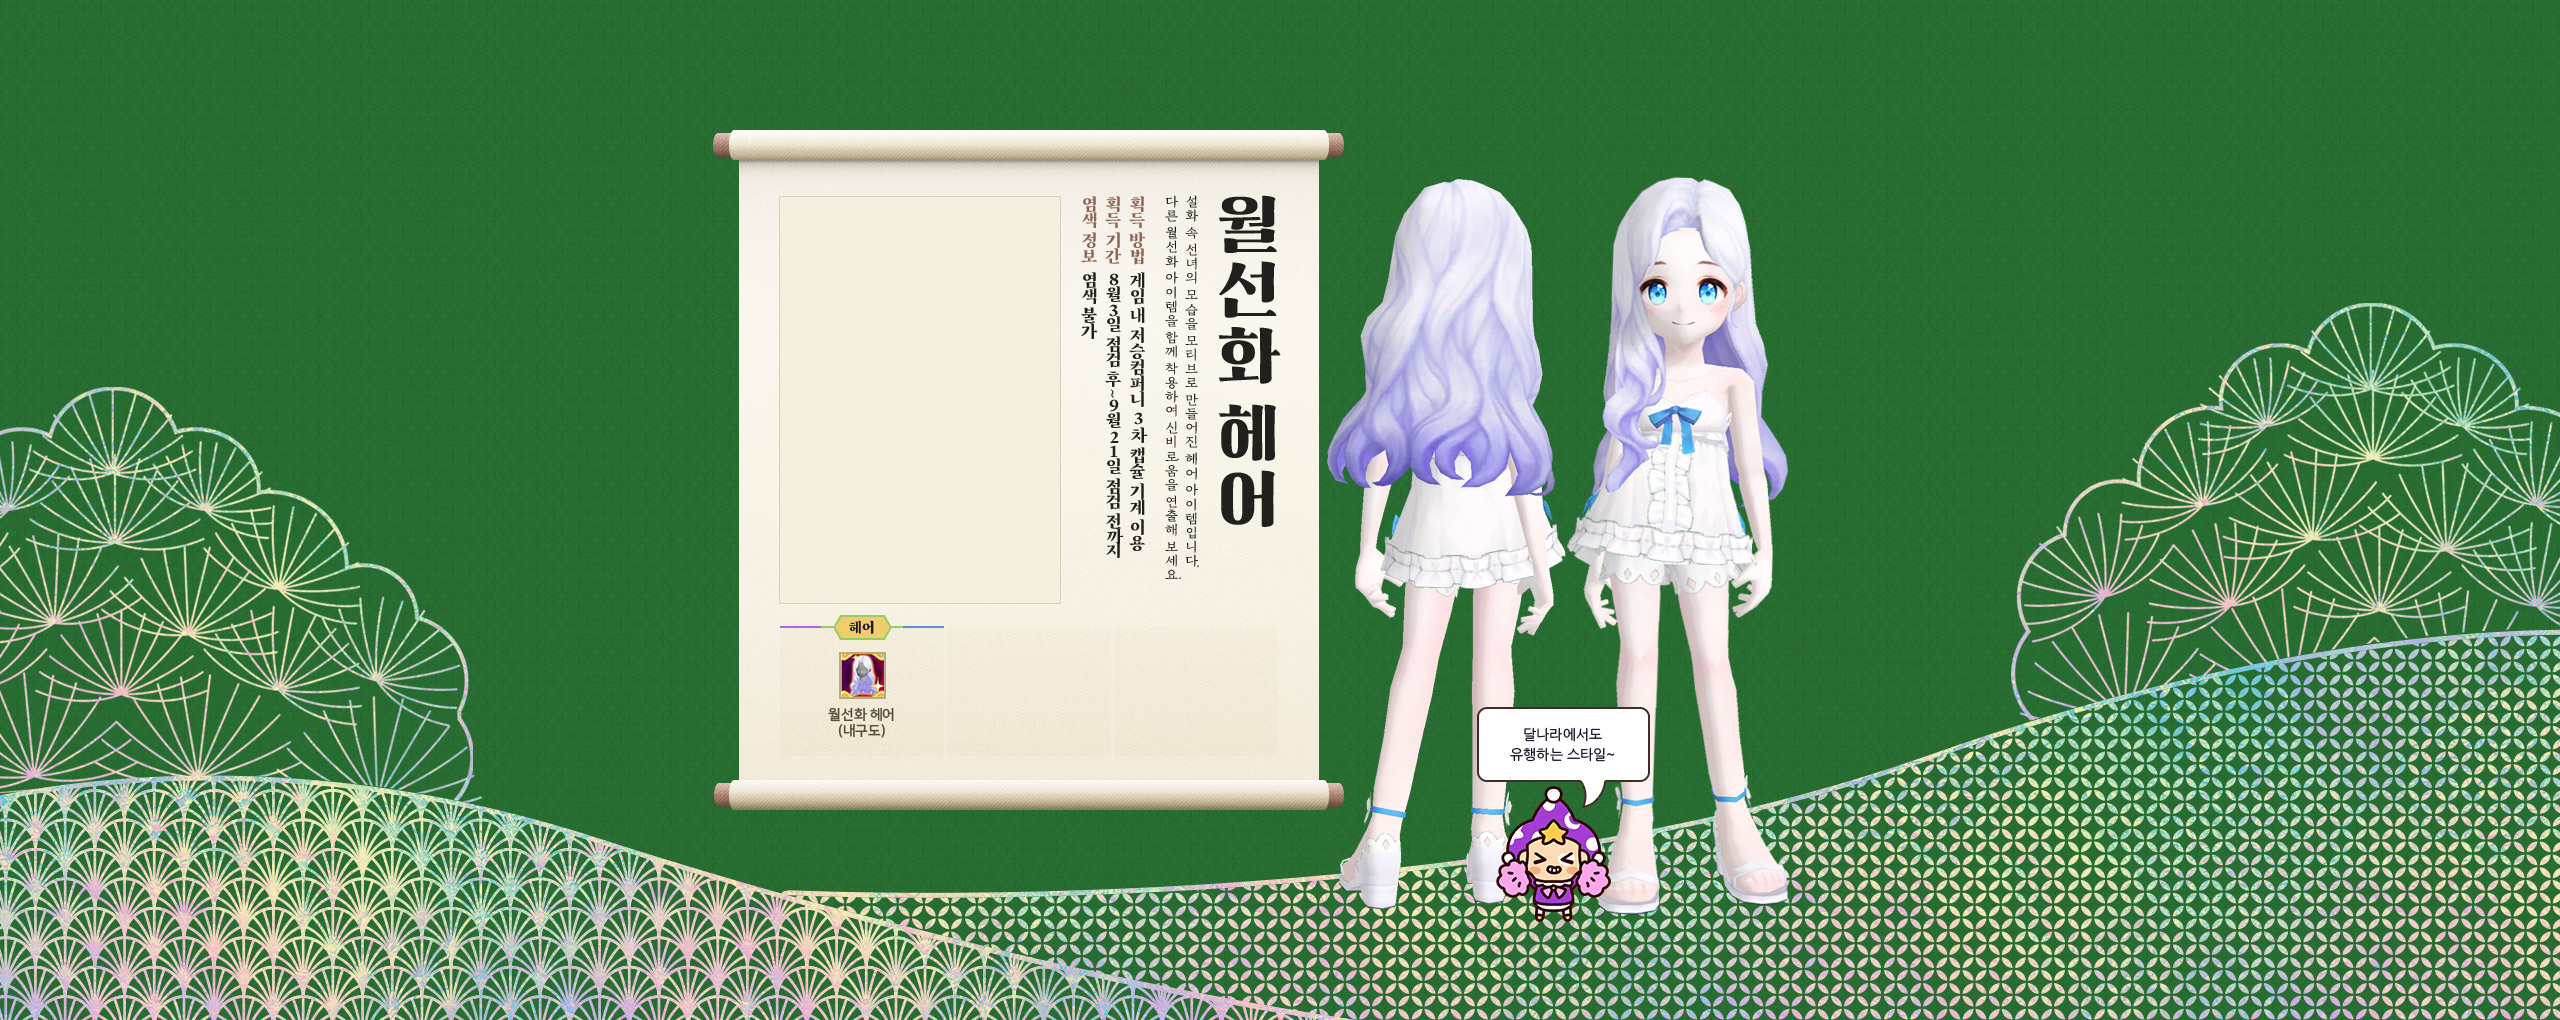 월선화 헤어
설화 속 선녀의 모습을 모티브로 만들어진 헤어 아이템입니다.
다른 월선화 아이템을 함께 착용하여 신비로움을 연출해 보세요.
획득 방법 게임 내 저승컴퍼니 3차 캡슐 기계 이용
획득 기간 8월 3일 점검 후~9월 21일 점검 전까지
염색 정보 염색 불가
헤어
월선화 헤어
(내구도)
달나라에서도
유행하는 스타일~